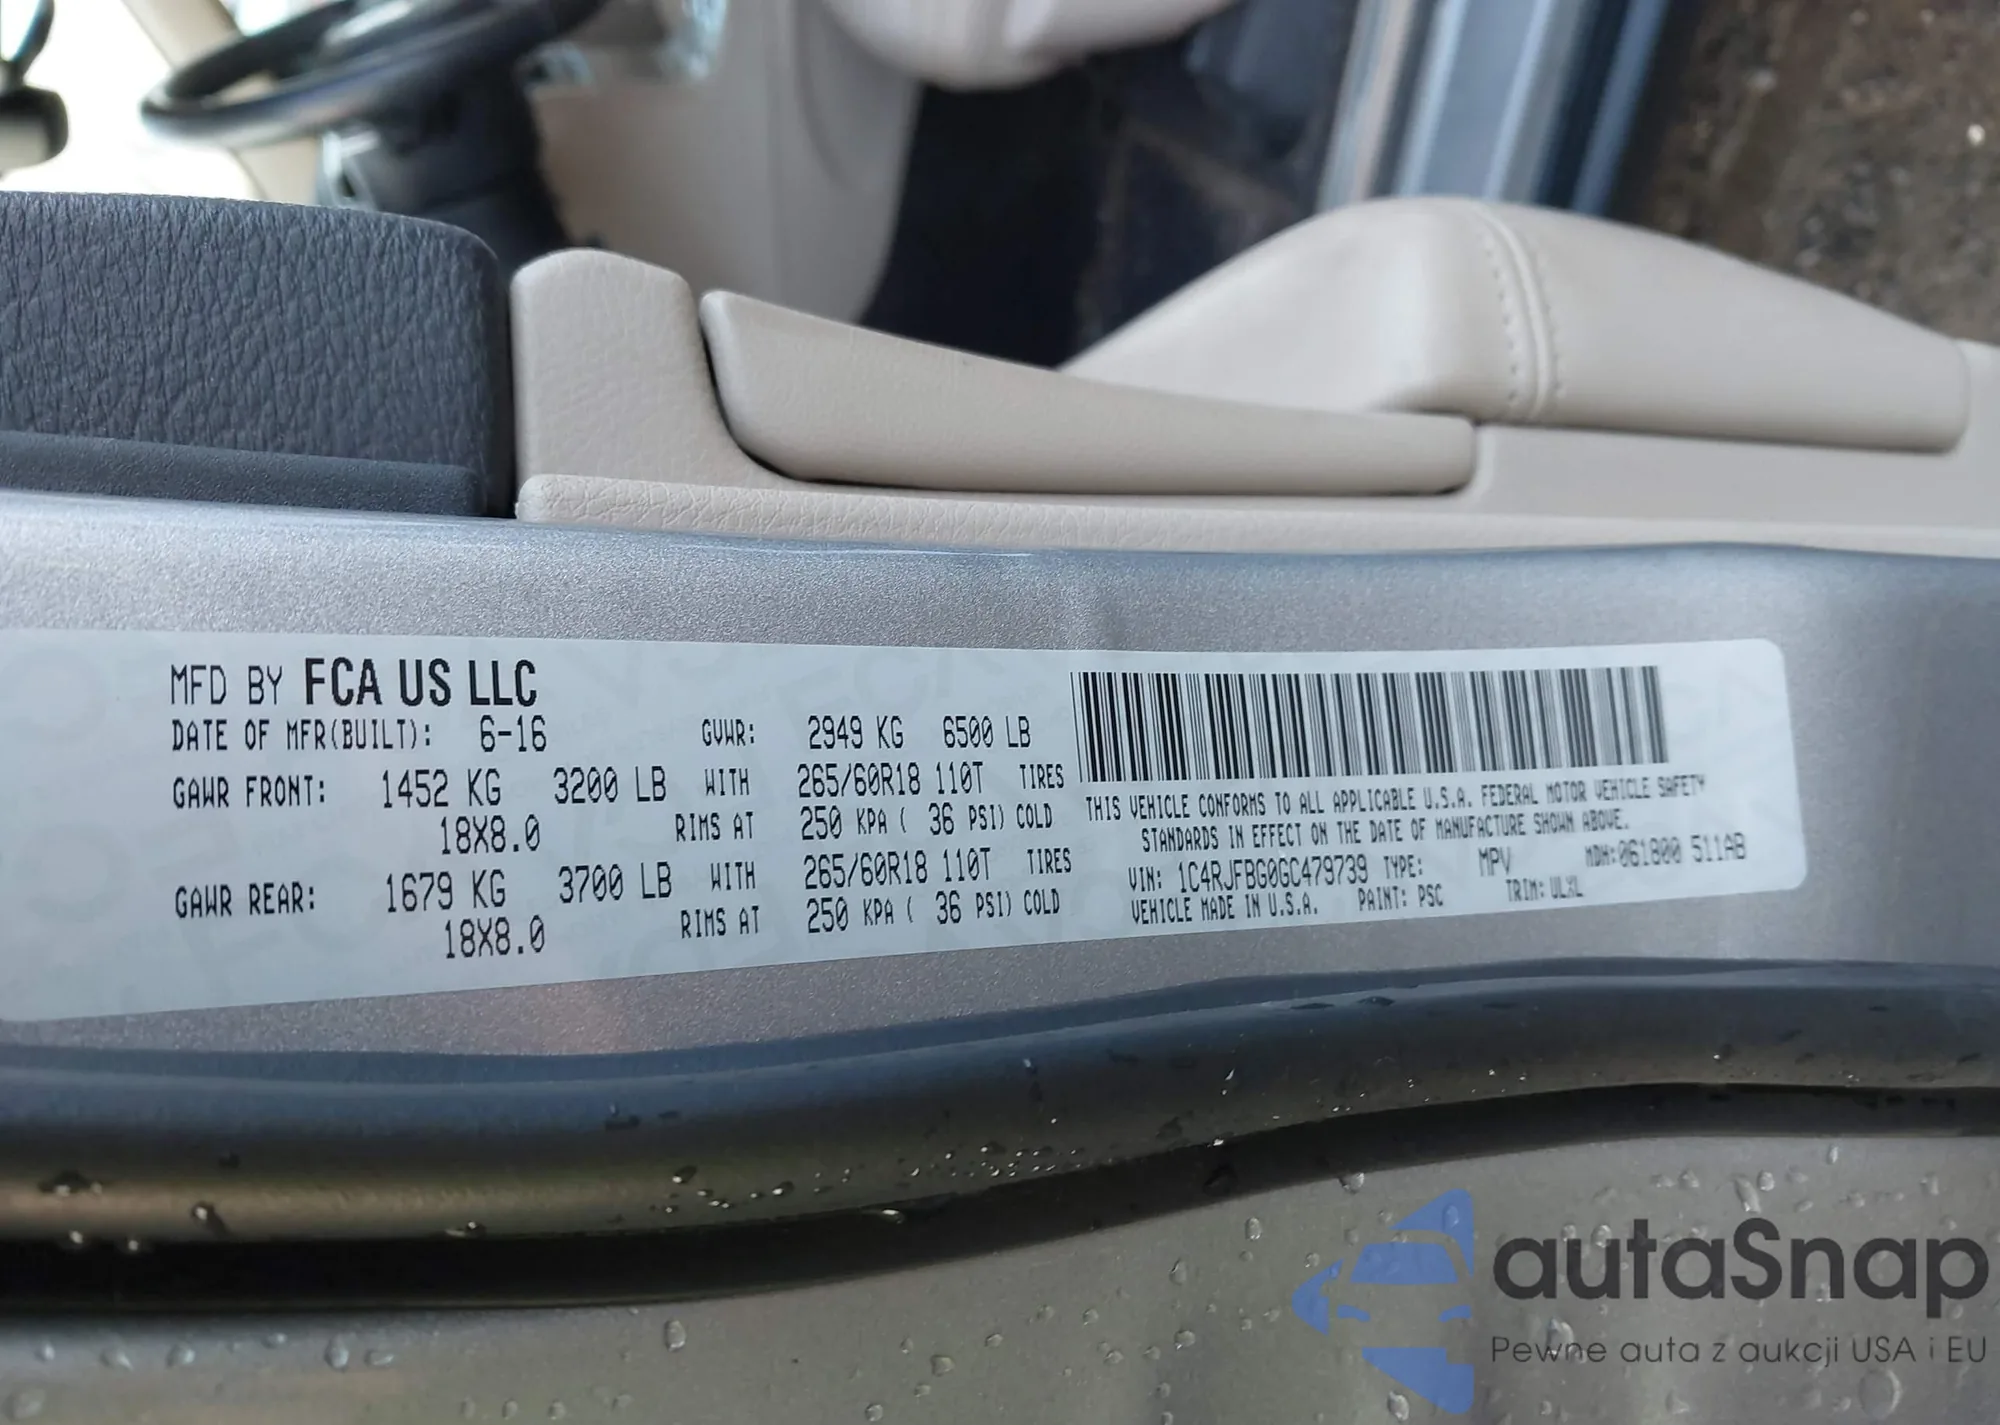 MFD BY FCA US LLC
DATE OF MFR(BUILT): 6-16 GVWR: 2949 KG 6500 LB
GAWR FRONT: 1452 KG 3200 LB WITH 265/60R18 110T TIRES
18X8.0 RIMS AT 250 KPA ( 36 PSI) COLD
GAWR REAR: 1679 KG 3700 LB WITH 265/60R18 110T TIRES
18X8.0 RIMS AT 250 KPA ( 36 PSI) COLD
THIS VEHICLE CONFORMS TO ALL APPLICABLE U.S.A. FEDERAL MOTOR VEHICLE SAFETY
STANDARDS IN EFFECT ON THE DATE OF MANUFACTURE SHOWN ABOVE.
VIN: 1C4RJFBG0GC479739 TYPE: MPV MDH:061800 511AB
VEHICLE MADE IN U.S.A. PAINT: PSC TRIM: ULXL
autaSnap
Pewne auta z aukcji USA i EU